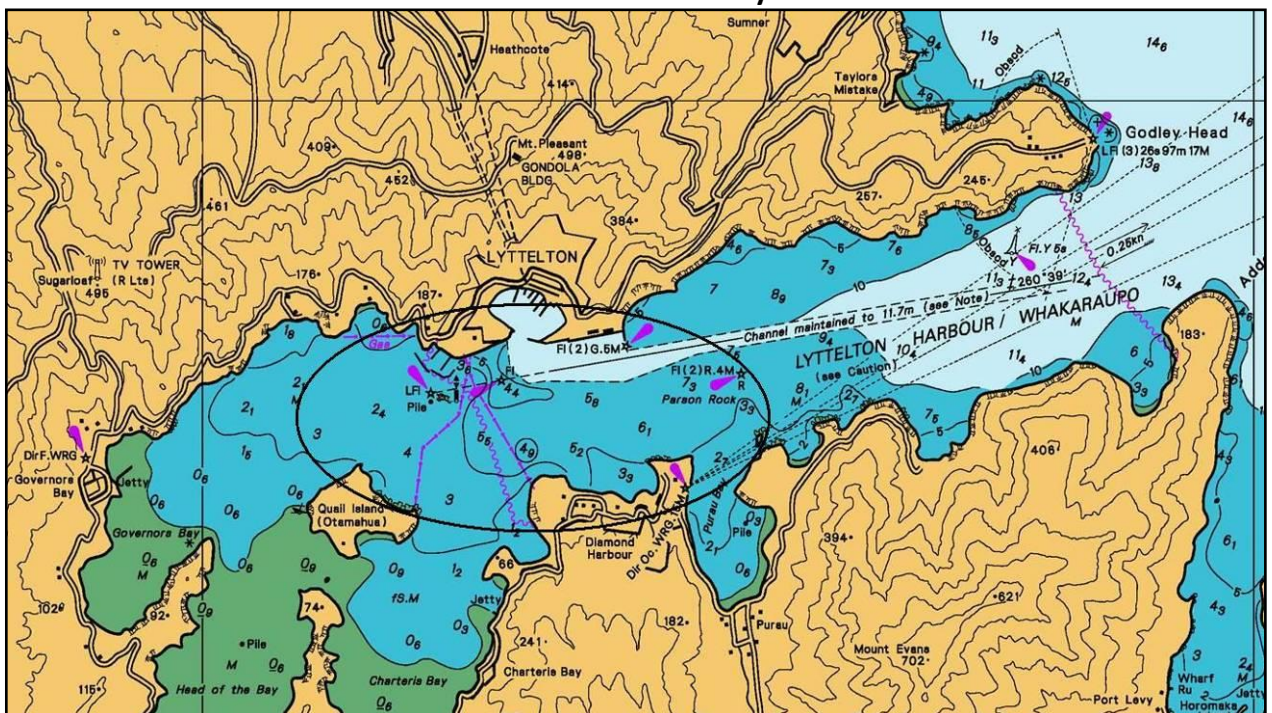 Sumner
Heathcote
Taylors
Mistake
Obscd
Godley Head
LFl (3) 26s 97m 17M
414
Mt. Pleasant
498
GONDOLA
BLDG
409
452
461
384
257
245
TV TOWER
(R Lts)
Sugarloaf
495
176
187
LYTTELTON
Obscd
Fl.Y 5s
0.25kn
260°39'
Channel maintained to 11.7m (see Note)
LYTTELTON HARBOUR / WHAKARAUPO
(see Caution)
Gas
Fl (2) G.5M
Fl (2) R.4M
R
Parson Rock
LFl
Pile
Fl
183
Dir F.WRG
Governors
Bay
Jetty
Governors Bay
Quail Island
(Otamahua)
Diamond
Harbour
Dir Oc. WRG
Purau Bay
Pile
406
394
621
66
fS.M
Jetty
74
92
102
Pile
M
Head of the Bay
115
Charteris Bay
241
Charteris Bay
182
Purau
Mount Evans
702
Port Levy
Wharf
Ru
Horomaka
Jetty